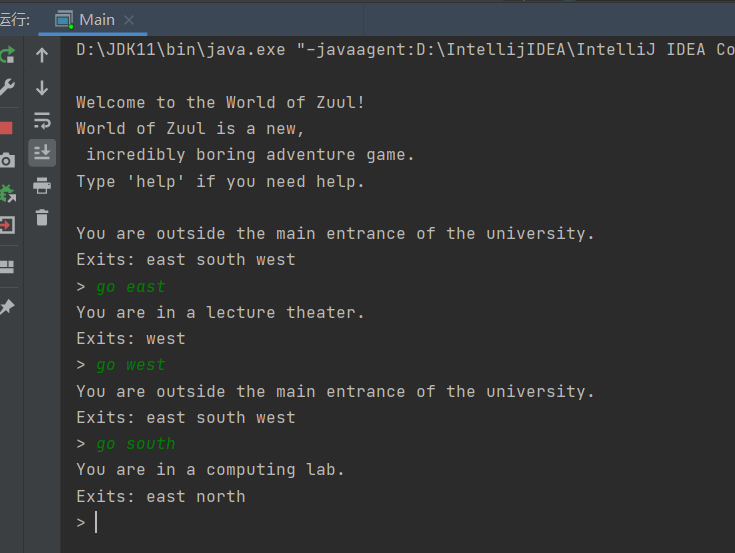 运行: Main
D:\JDK11\bin\java.exe "-javaagent:D:\IntellijIDEA\IntelliJ IDEA Co
Welcome to the World of Zuul!
World of Zuul is a new,
incredibly boring adventure game.
Type 'help' if you need help.
You are outside the main entrance of the university.
Exits: east south west
> go east
You are in a lecture theater.
Exits: west
> go west
You are outside the main entrance of the university.
Exits: east south west
> go south
You are in a computing lab.
Exits: east north
>